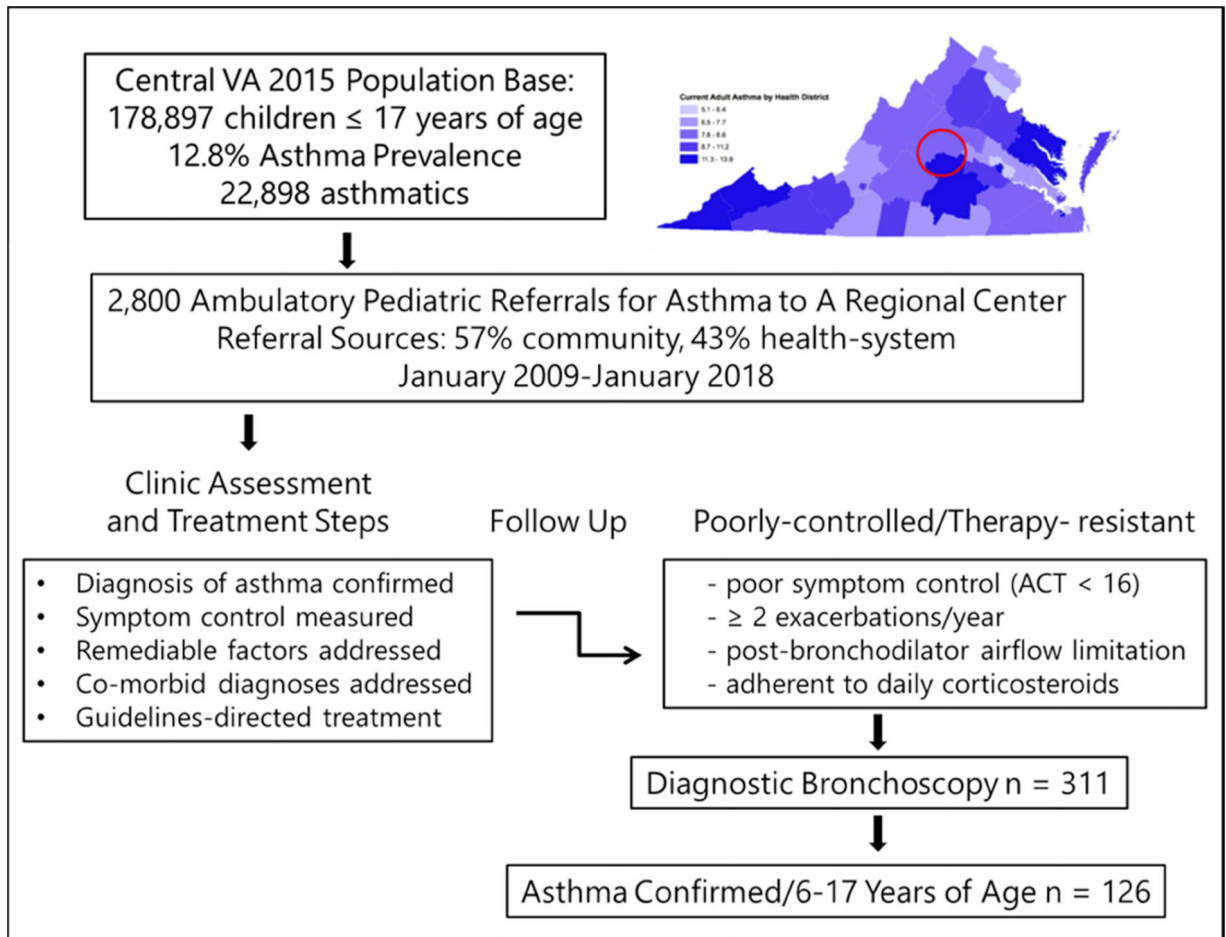 Central VA 2015 Population Base:
178,897 children ≤ 17 years of age
12.8% Asthma Prevalence
22,898 asthmatics
Current Adult Asthma by Health District
5.1 - 6.4
6.5 - 7.7
7.8 - 8.6
8.7 - 11.2
11.3 - 13.9
2,800 Ambulatory Pediatric Referrals for Asthma to A Regional Center
Referral Sources: 57% community, 43% health-system
January 2009-January 2018
Clinic Assessment
and Treatment Steps
• Diagnosis of asthma confirmed
• Symptom control measured
• Remediable factors addressed
• Co-morbid diagnoses addressed
• Guidelines-directed treatment
Follow Up
Poorly-controlled/Therapy- resistant
- poor symptom control (ACT < 16)
- ≥ 2 exacerbations/year
- post-bronchodilator airflow limitation
- adherent to daily corticosteroids
Diagnostic Bronchoscopy n = 311
Asthma Confirmed/6-17 Years of Age n = 126